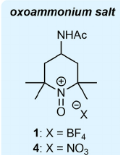 oxoammonium salt
NHAc
N
⊕
O
⊖
X
1: X = BF₄
4: X = NO₃